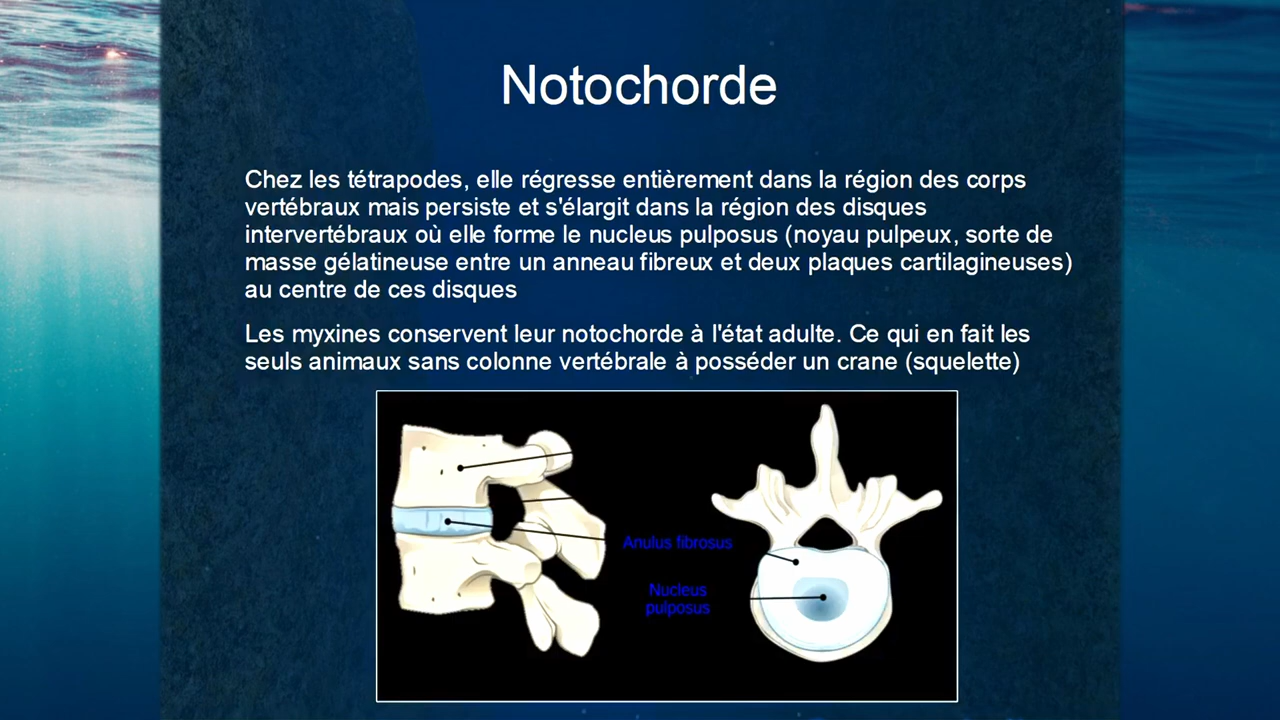 Notochorde
Chez les tétrapodes, elle régresse entièrement dans la région des corps
vertébraux mais persiste et s'élargit dans la région des disques
intervertébraux où elle forme le nucleus pulposus (noyau pulpeux, sorte de
masse gélatineuse entre un anneau fibreux et deux plaques cartilagineuses)
au centre de ces disques
Les myxines conservent leur notochorde à l'état adulte. Ce qui en fait les
seuls animaux sans colonne vertébrale à posséder un crane (squelette)
Anulus fibrosus
Nucleus
pulposus